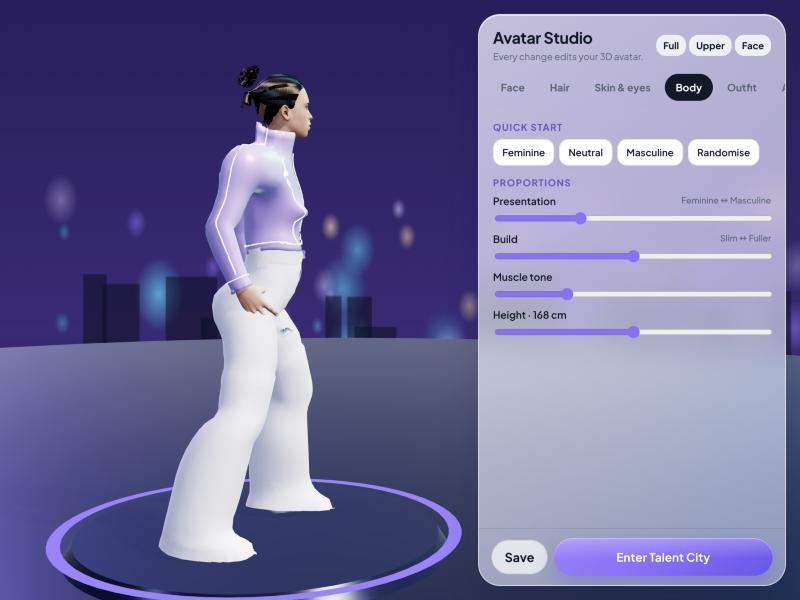 Avatar Studio
Every change edits your 3D avatar.
Full Upper Face
Face Hair Skin & eyes Body Outfit
QUICK START
Feminine Neutral Masculine Randomise
PROPORTIONS
Presentation Feminine ↔ Masculine
Build Slim ↔ Fuller
Muscle tone
Height · 168 cm
Save Enter Talent City